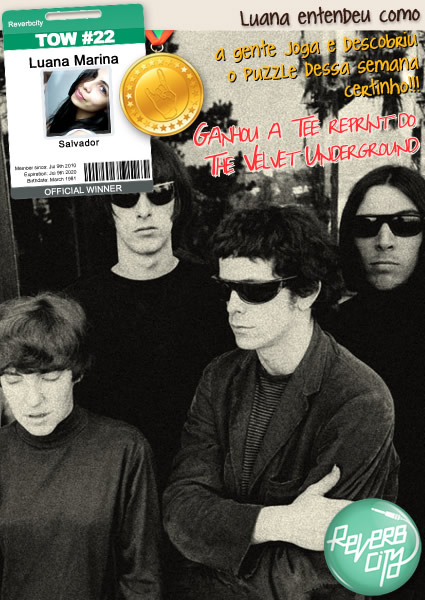 Reverbcity
TOW #22
Luana Marina
Salvador
Member since: Jul 9th 2010
Expiration: Jul 9th 2020
Birthdate: March 1981
OFFICIAL WINNER
Luana entendeu como
a gente joga e descobriu
o puzzle dessa semana
certinho!!!
Ganhou a tee reprint do
The Velvet Underground
Reverb
City